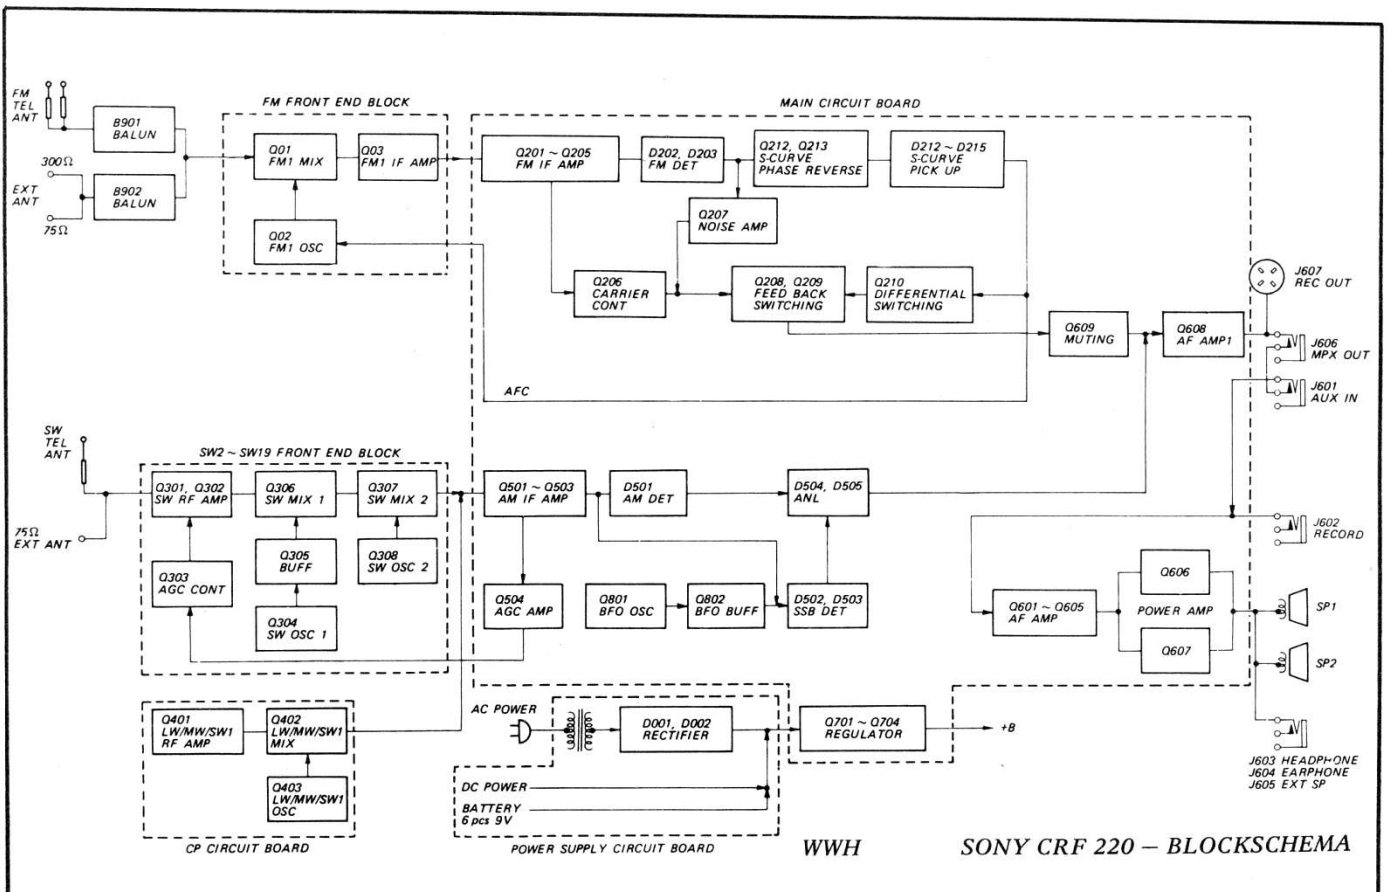 FM FRONT END BLOCK
MAIN CIRCUIT BOARD
FM
TEL
ANT
B901
BALUN
300Ω
EXT
ANT
B902
BALUN
75Ω
Q01
FM1 MIX
Q03
FM1 IF AMP
Q02
FM1 OSC
Q201 ~ Q205
FM IF AMP
D202, D203
FM DET
Q212, Q213
S-CURVE
PHASE REVERSE
D212 ~ D215
S-CURVE
PICK UP
Q207
NOISE AMP
Q206
CARRIER
CONT
Q208, Q209
FEED BACK
SWITCHING
Q210
DIFFERENTIAL
SWITCHING
Q609
MUTING
Q608
AF AMP1
J607
REC OUT
J606
MPX OUT
J601
AUX IN
AFC
SW
TEL
ANT
SW2 ~ SW19 FRONT END BLOCK
Q301, Q302
SW RF AMP
Q306
SW MIX 1
Q307
SW MIX 2
75Ω
EXT ANT
Q303
AGC CONT
Q305
BUFF
Q308
SW OSC 2
Q304
SW OSC 1
Q501 ~ Q503
AM IF AMP
D501
AM DET
D504, D505
ANL
Q504
AGC AMP
Q801
BFO OSC
Q802
BFO BUFF
D502, D503
SSB DET
J602
RECORD
Q601 ~ Q605
AF AMP
Q606
POWER AMP
Q607
SP1
SP2
J603 HEADPHONE
J604 EARPHONE
J605 EXT SP
Q401
LW/MW/SW1
RF AMP
Q402
LW/MW/SW1
MIX
Q403
LW/MW/SW1
OSC
CP CIRCUIT BOARD
AC POWER
D001, D002
RECTIFIER
Q701 ~ Q704
REGULATOR
+B
DC POWER
BATTERY
6 pcs 9V
POWER SUPPLY CIRCUIT BOARD
WWH
SONY CRF 220 — BLOCKSCHEMA